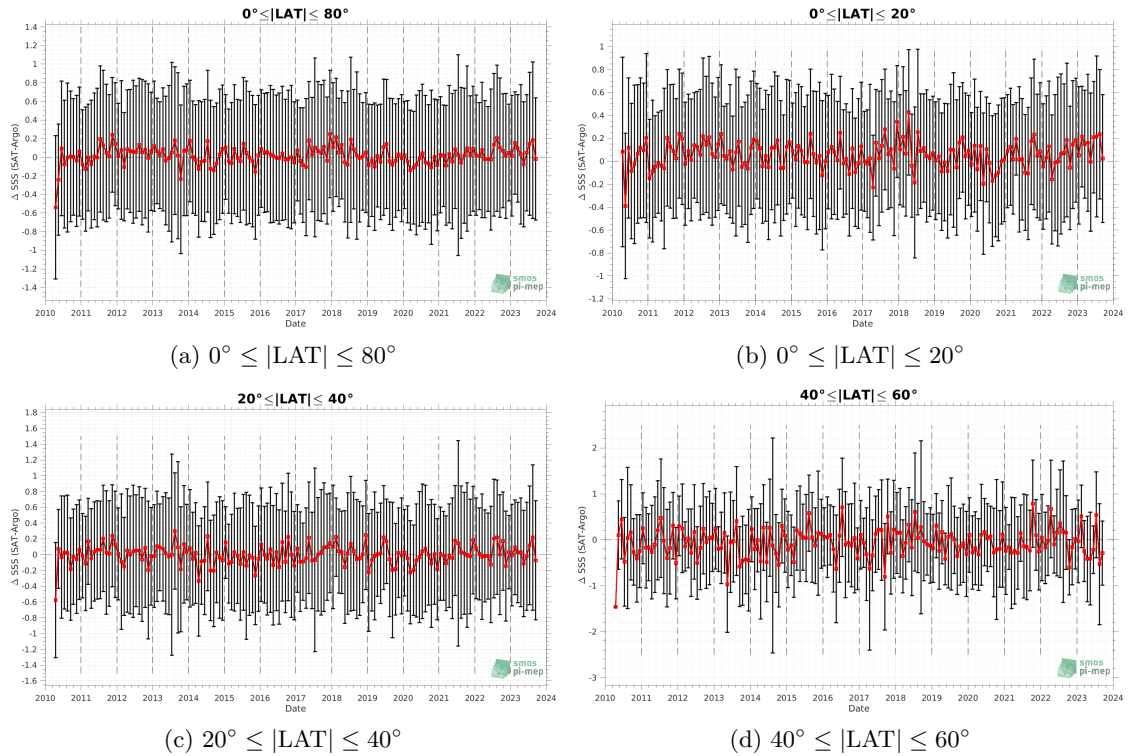 0°≤|LAT|≤ 80°
Δ SSS (SAT-Argo)
1.4
1.2
1
0.8
0.6
0.4
0.2
0
-0.2
-0.4
-0.6
-0.8
-1
-1.2
-1.4
smos
pi-mep
2010 2011 2012 2013 2014 2015 2016 2017 2018 2019 2020 2021 2022 2023 2024
Date
(a) 0° ≤ |LAT| ≤ 80°
0°≤|LAT|≤ 20°
Δ SSS (SAT-Argo)
1
0.8
0.6
0.4
0.2
0
-0.2
-0.4
-0.6
-0.8
-1
-1.2
smos
pi-mep
2010 2011 2012 2013 2014 2015 2016 2017 2018 2019 2020 2021 2022 2023 2024
Date
(b) 0° ≤ |LAT| ≤ 20°
20°≤|LAT|≤ 40°
Δ SSS (SAT-Argo)
1.8
1.6
1.4
1.2
1
0.8
0.6
0.4
0.2
0
-0.2
-0.4
-0.6
-0.8
-1
-1.2
-1.4
-1.6
smos
pi-mep
2010 2011 2012 2013 2014 2015 2016 2017 2018 2019 2020 2021 2022 2023 2024
Date
(c) 20° ≤ |LAT| ≤ 40°
40°≤|LAT|≤ 60°
Δ SSS (SAT-Argo)
2
1
0
-1
-2
-3
smos
pi-mep
2010 2011 2012 2013 2014 2015 2016 2017 2018 2019 2020 2021 2022 2023 2024
Date
(d) 40° ≤ |LAT| ≤ 60°